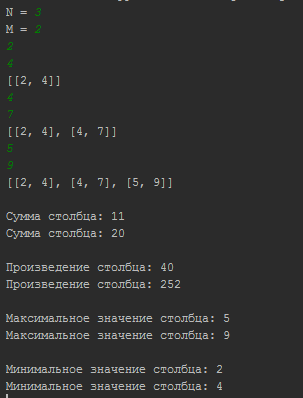 N = 3
M = 2
2
4
[[2, 4]]
4
7
[[2, 4], [4, 7]]
5
9
[[2, 4], [4, 7], [5, 9]]
Сумма столбца: 11
Сумма столбца: 20
Произведение столбца: 40
Произведение столбца: 252
Максимальное значение столбца: 5
Максимальное значение столбца: 9
Минимальное значение столбца: 2
Минимальное значение столбца: 4